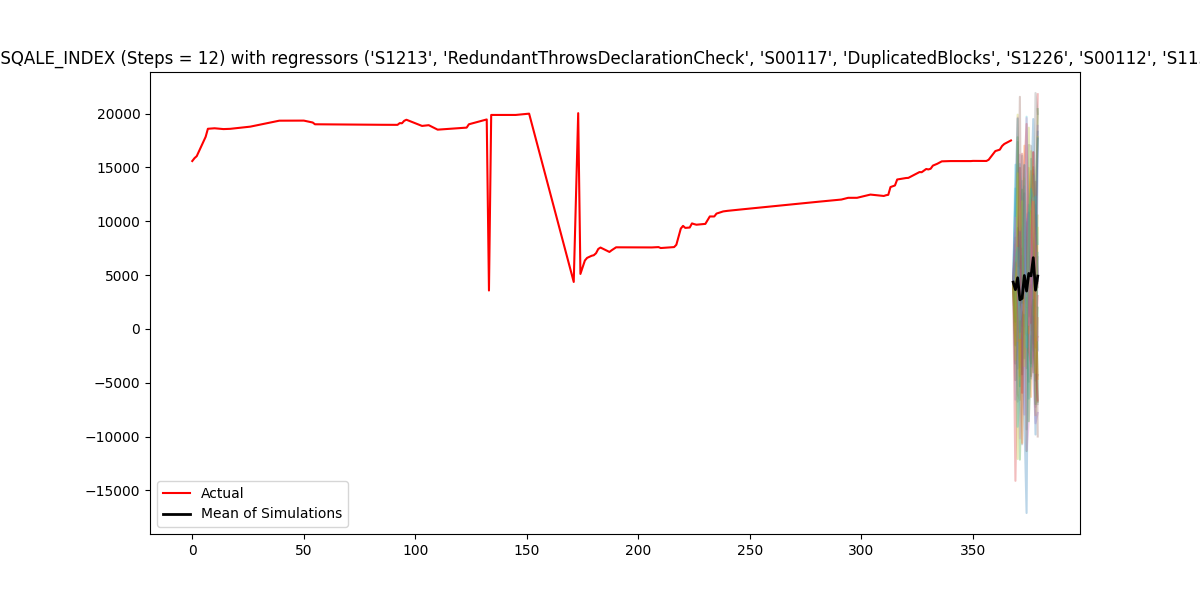 SQALE_INDEX (Steps = 12) with regressors ('S1213', 'RedundantThrowsDeclarationCheck', 'S00117', 'DuplicatedBlocks', 'S1226', 'S00112', 'S11
20000
15000
10000
5000
0
−5000
−10000
−15000
Actual
Mean of Simulations
0 50 100 150 200 250 300 350